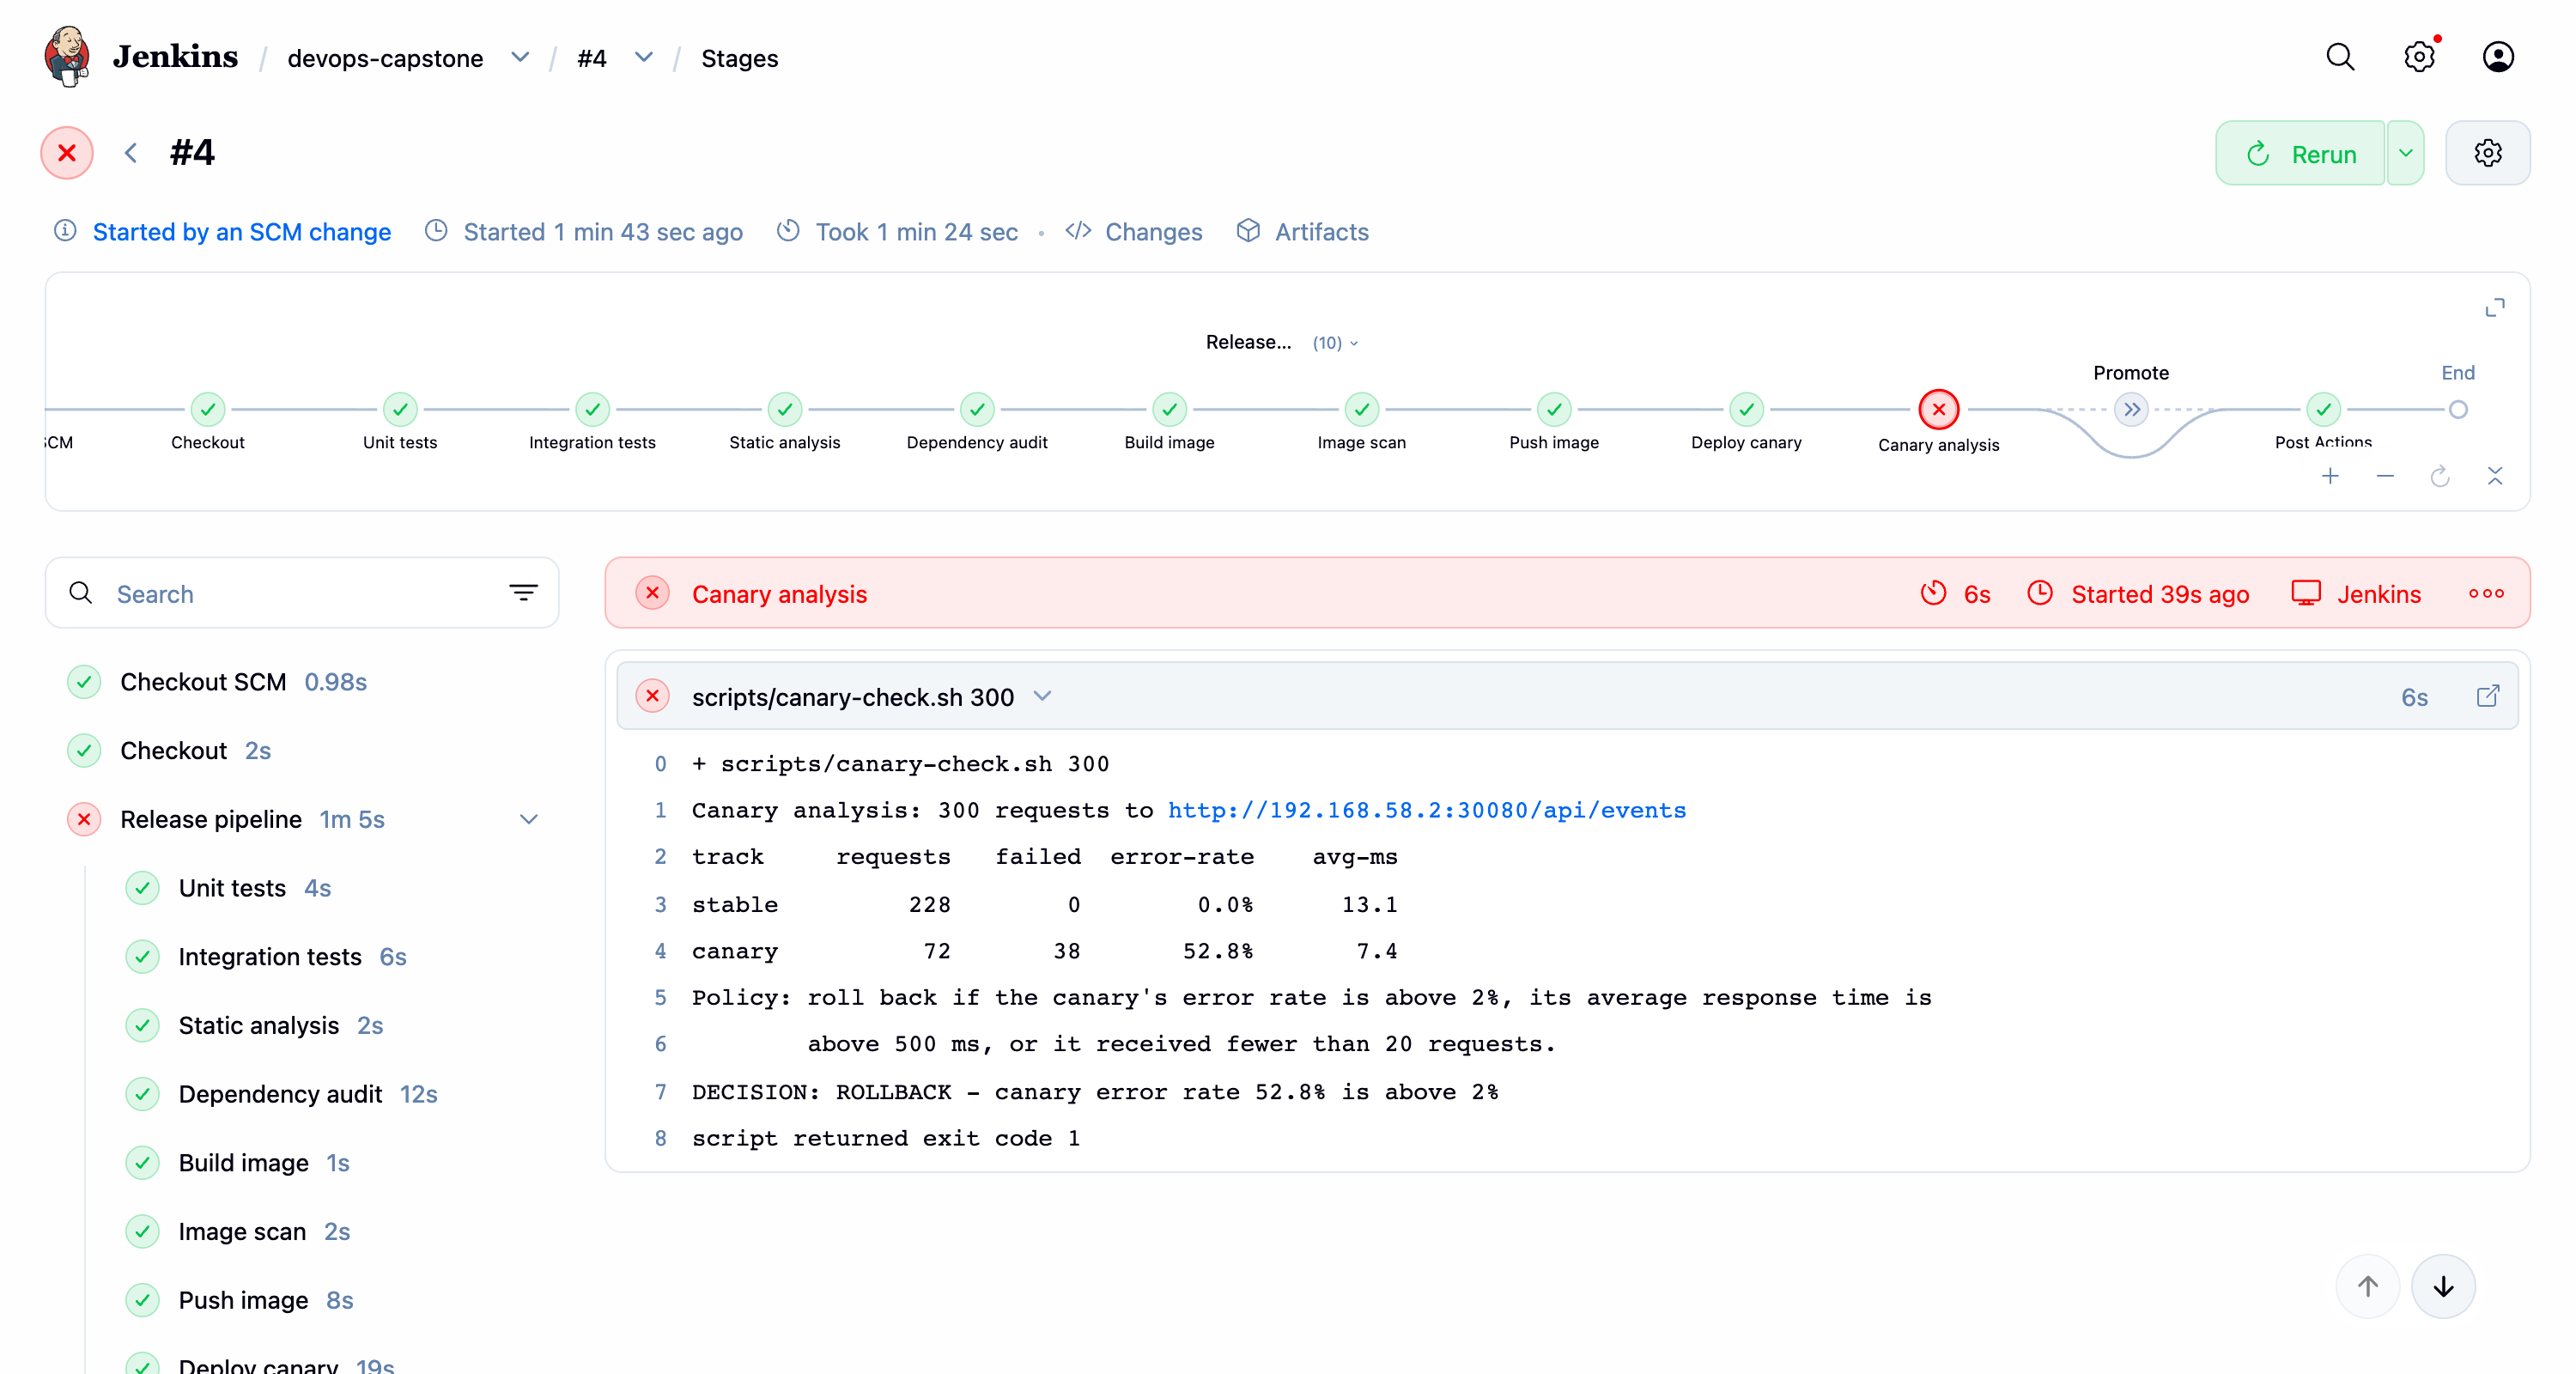 Jenkins / devops-capstone / #4 / Stages
#4
Rerun
Started by an SCM change Started 1 min 43 sec ago Took 1 min 24 sec Changes Artifacts
Release... (10)
Promote End
Checkout Unit tests Integration tests Static analysis Dependency audit Build image Image scan Push image Deploy canary Canary analysis Post Actions
Search
Canary analysis 6s Started 39s ago Jenkins
Checkout SCM 0.98s
Checkout 2s
Release pipeline 1m 5s
Unit tests 4s
Integration tests 6s
Static analysis 2s
Dependency audit 12s
Build image 1s
Image scan 2s
Push image 8s
Deploy canary 19s
scripts/canary-check.sh 300 6s
0 + scripts/canary-check.sh 300
1 Canary analysis: 300 requests to http://192.168.58.2:30080/api/events
2 track requests failed error-rate avg-ms
3 stable 228 0 0.0% 13.1
4 canary 72 38 52.8% 7.4
5 Policy: roll back if the canary's error rate is above 2%, its average response time is
6 above 500 ms, or it received fewer than 20 requests.
7 DECISION: ROLLBACK - canary error rate 52.8% is above 2%
8 script returned exit code 1